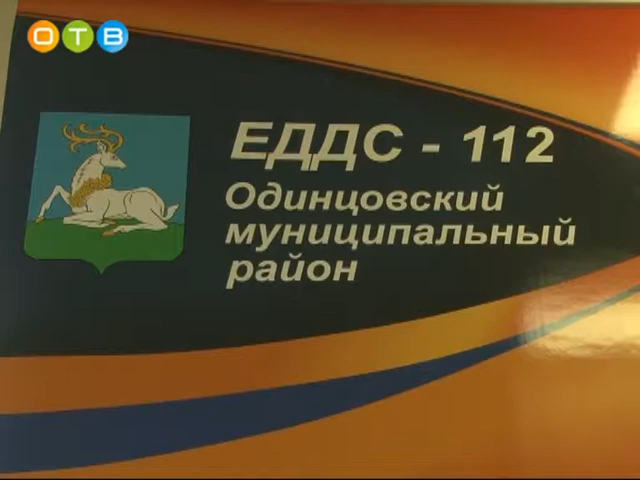 ОТВ
ЕДДС - 112
Одинцовский
муниципальный
район